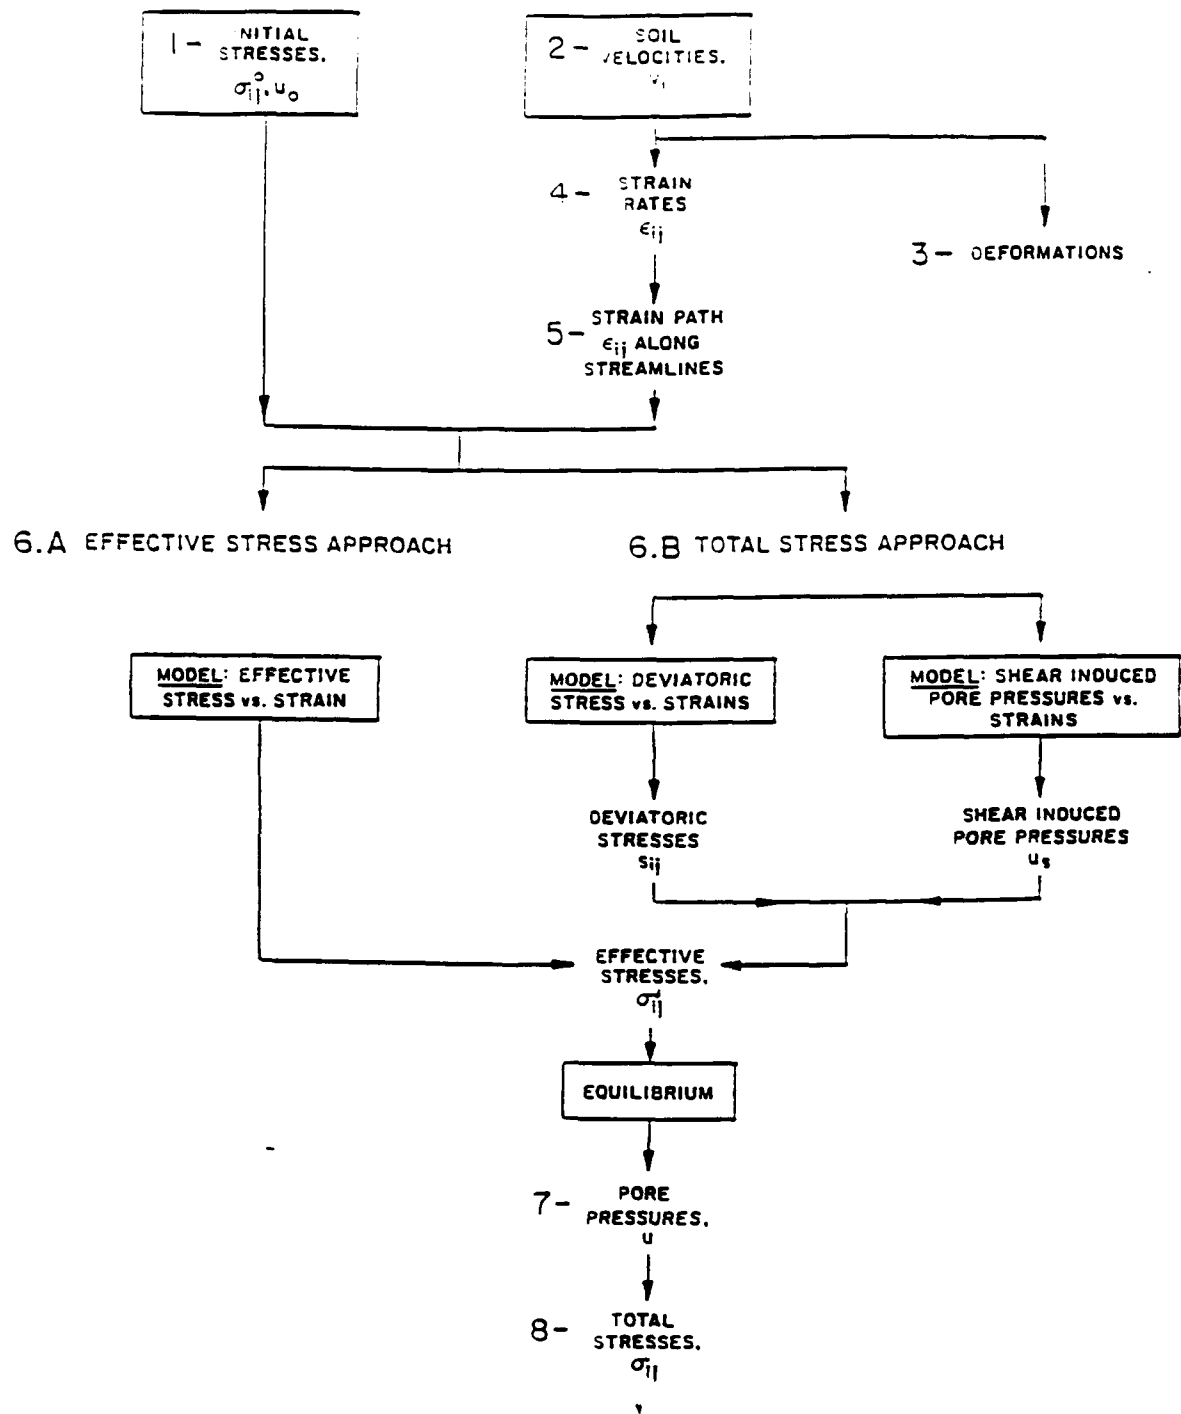 1- INITIAL
STRESSES,
σ°ij, uo
2- SOIL
VELOCITIES,
vi
4- STRAIN
RATES
ϵij
3- DEFORMATIONS
5- STRAIN PATH
ϵij ALONG
STREAMLINES
6.A EFFECTIVE STRESS APPROACH
6.B TOTAL STRESS APPROACH
MODEL: EFFECTIVE
STRESS vs. STRAIN
MODEL: DEVIATORIC
STRESS vs. STRAINS
MODEL: SHEAR INDUCED
PORE PRESSURES vs.
STRAINS
DEVIATORIC
STRESSES
sij
SHEAR INDUCED
PORE PRESSURES
us
EFFECTIVE
STRESSES,
σ'ij
EQUILIBRIUM
7- PORE
PRESSURES,
u
8- TOTAL
STRESSES,
σij